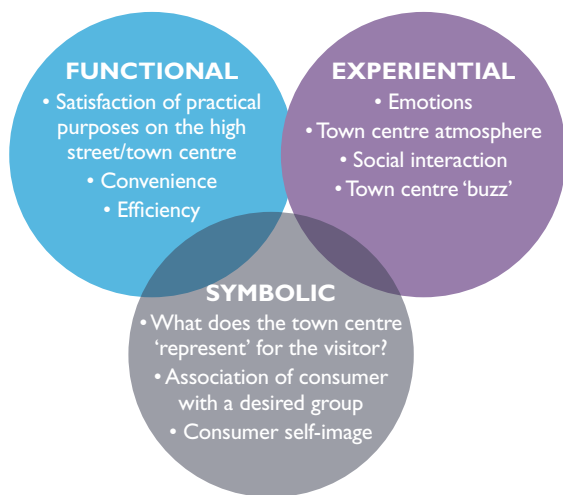 FUNCTIONAL
• Satisfaction of practical
purposes on the high
street/town centre
• Convenience
• Efficiency
EXPERIENTIAL
• Emotions
• Town centre atmosphere
• Social interaction
• Town centre ‘buzz’
SYMBOLIC
• What does the town centre
‘represent’ for the visitor?
• Association of consumer
with a desired group
• Consumer self-image